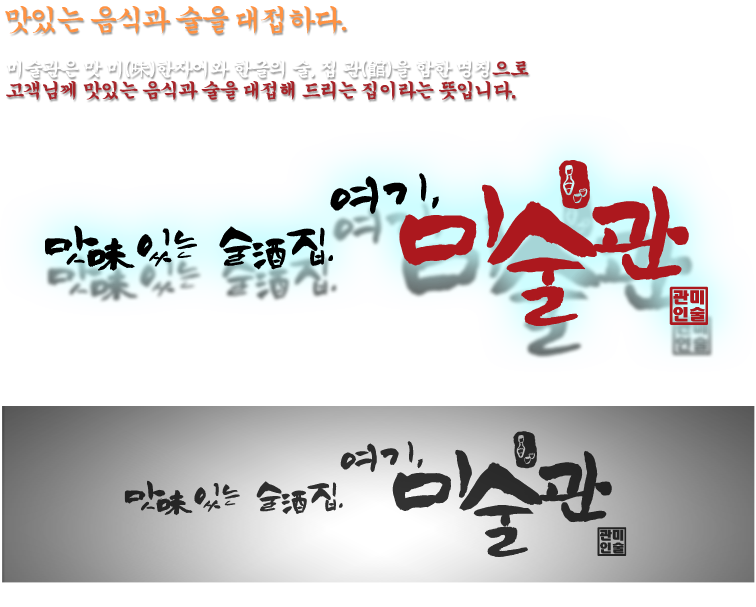 맛있는 음식과 술을 대접하다.
미술관은 맛 미(味)한자어와 한글의 술, 집 관(館)을 합한 명칭으로
고객님께 맛있는 음식과 술을 대접해 드리는 집이라는 뜻입니다.
맛味 있는 술酒집. 여기, 미술관
관미
인술
맛味 있는 술酒집. 여기, 미술관
관미
인술